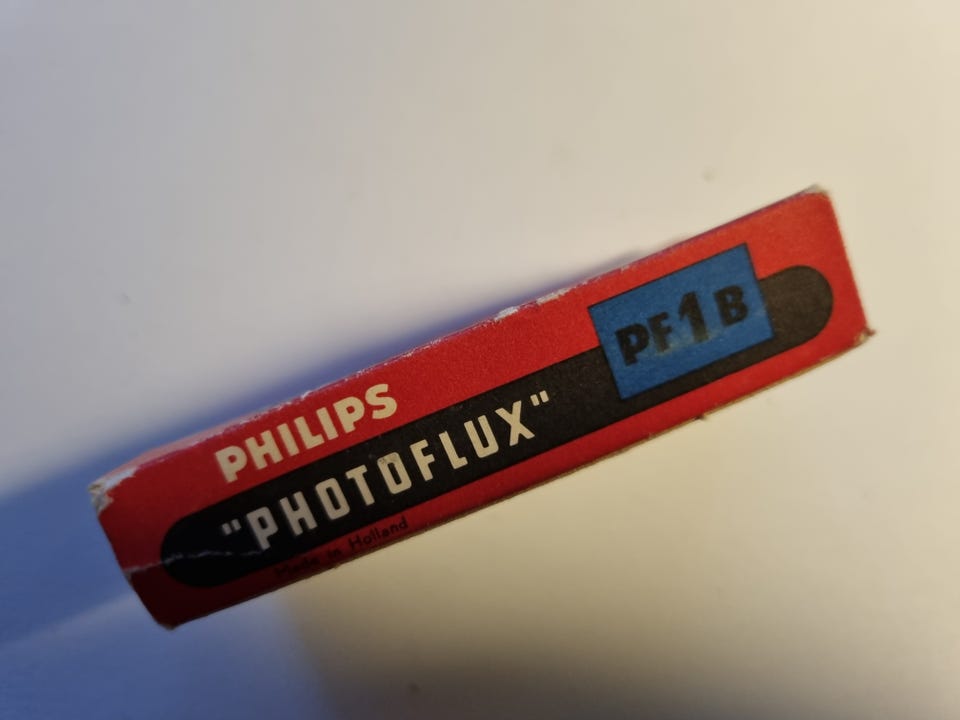 PHILIPS
"PHOTOFLUX"
PF1B
Made in Holland